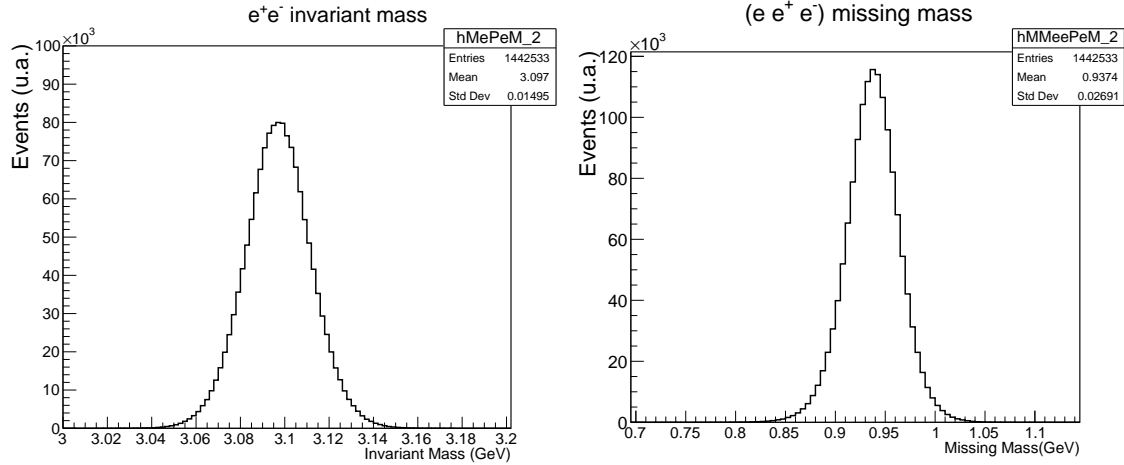 e⁺e⁻ invariant mass
×10³
hMePeM_2
Entries 1442533
Mean 3.097
Std Dev 0.01495
Events (u.a.)
100
90
80
70
60
50
40
30
20
10
0
3 3.02 3.04 3.06 3.08 3.1 3.12 3.14 3.16 3.18 3.2
Invariant Mass (GeV)
(e e⁺ e⁻) missing mass
×10³
hMMeePeM_2
Entries 1442533
Mean 0.9374
Std Dev 0.02691
Events (u.a.)
120
100
80
60
40
20
0
0.7 0.75 0.8 0.85 0.9 0.95 1 1.05 1.1
Missing Mass(GeV)